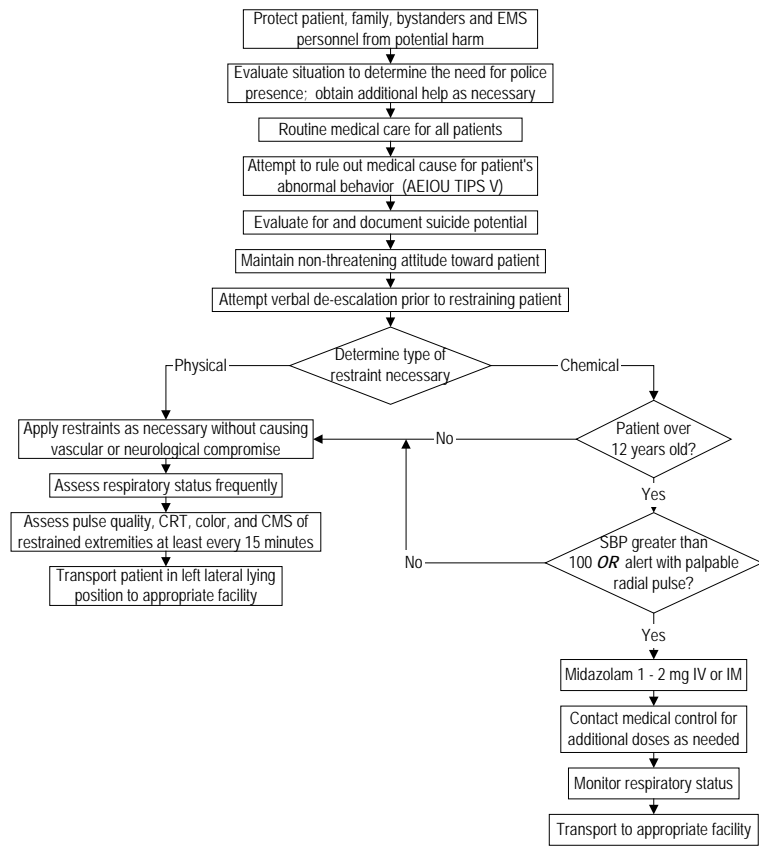 Protect patient, family, bystanders and EMS
personnel from potential harm
Evaluate situation to determine the need for police
presence; obtain additional help as necessary
Routine medical care for all patients
Attempt to rule out medical cause for patient's
abnormal behavior (AEIOU TIPS V)
Evaluate for and document suicide potential
Maintain non-threatening attitude toward patient
Attempt verbal de-escalation prior to restraining patient
Determine type of
restraint necessary
Physical
Chemical
Apply restraints as necessary without causing
vascular or neurological compromise
Assess respiratory status frequently
Assess pulse quality, CRT, color, and CMS of
restrained extremities at least every 15 minutes
Transport patient in left lateral lying
position to appropriate facility
Patient over
12 years old?
No
Yes
SBP greater than
100 OR alert with palpable
radial pulse?
No
Yes
Midazolam 1 - 2 mg IV or IM
Contact medical control for
additional doses as needed
Monitor respiratory status
Transport to appropriate facility